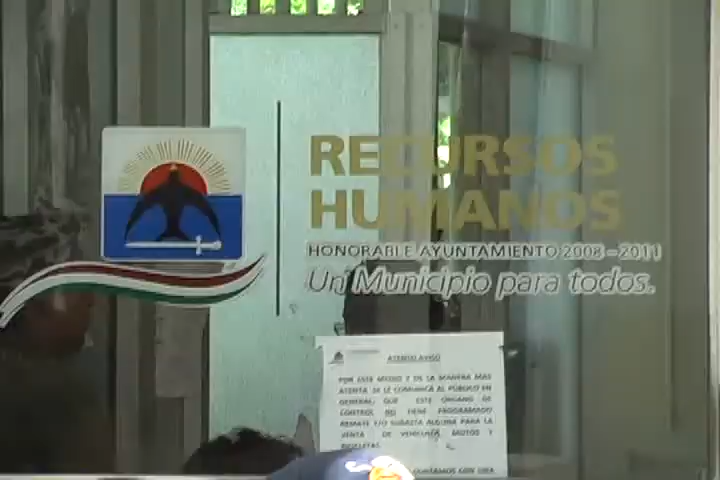 RECURSOS
HUMANOS
HONORABLE AYUNTAMIENTO 2008-2011
Un Municipio para todos.
ATENTO AVISO
POR ESTE MEDIO Y DE LA MANERA MAS
ATENTA SE LE COMUNICA AL PÚBLICO EN
GENERAL, QUE ESTE ORGANO DE
CONTROL NO TIENE PROGRAMADO
REMATE Y/O SUBASTA ALGUNA PARA LA
VENTA DE VEHICULOS, MOTOS Y
BICICLETAS.